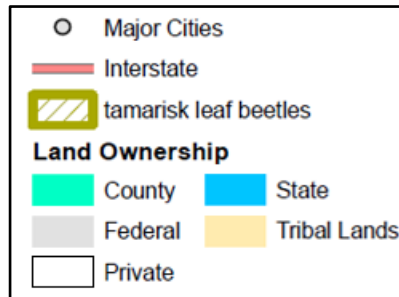 Major Cities
Interstate
tamarisk leaf beetles
Land Ownership
County State
Federal Tribal Lands
Private